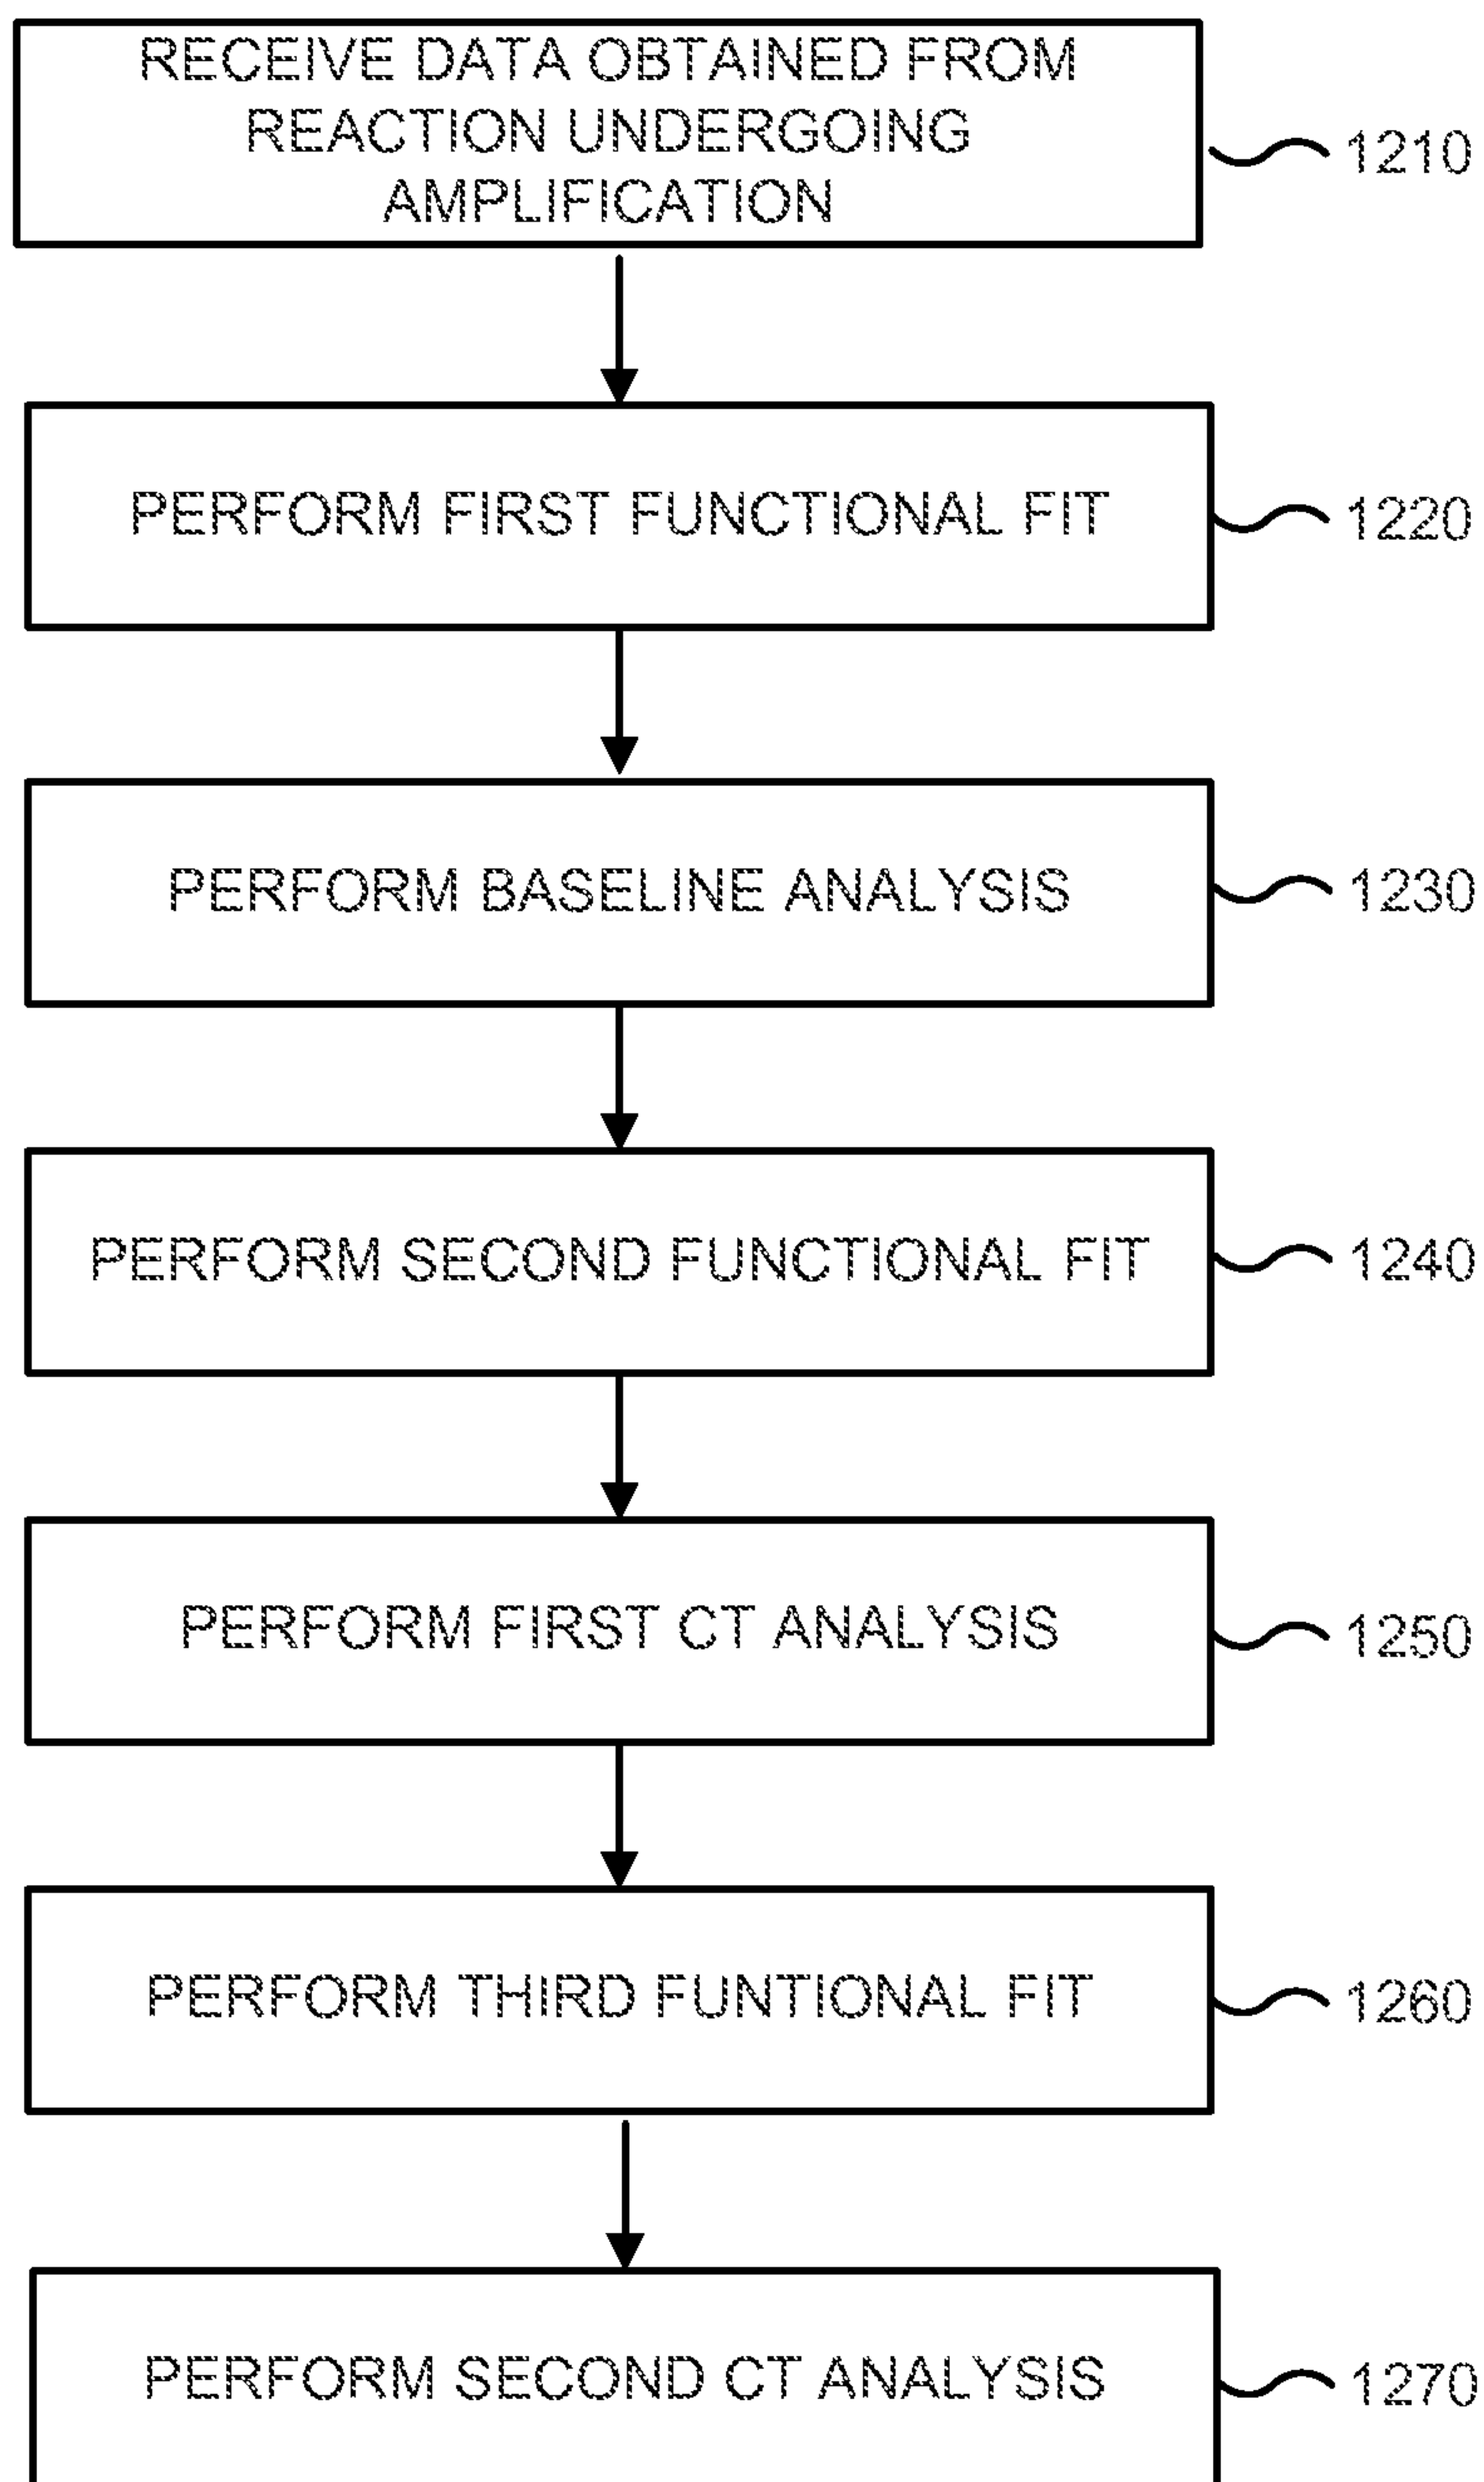 RECEIVE DATA OBTAINED FROM
REACTION UNDERGOING
AMPLIFICATION
1210
PERFORM FIRST FUNCTIONAL FIT
1220
PERFORM BASELINE ANALYSIS
1230
PERFORM SECOND FUNCTIONAL FIT
1240
PERFORM FIRST CT ANALYSIS
1250
PERFORM THIRD FUNTIONAL FIT
1260
PERFORM SECOND CT ANALYSIS
1270